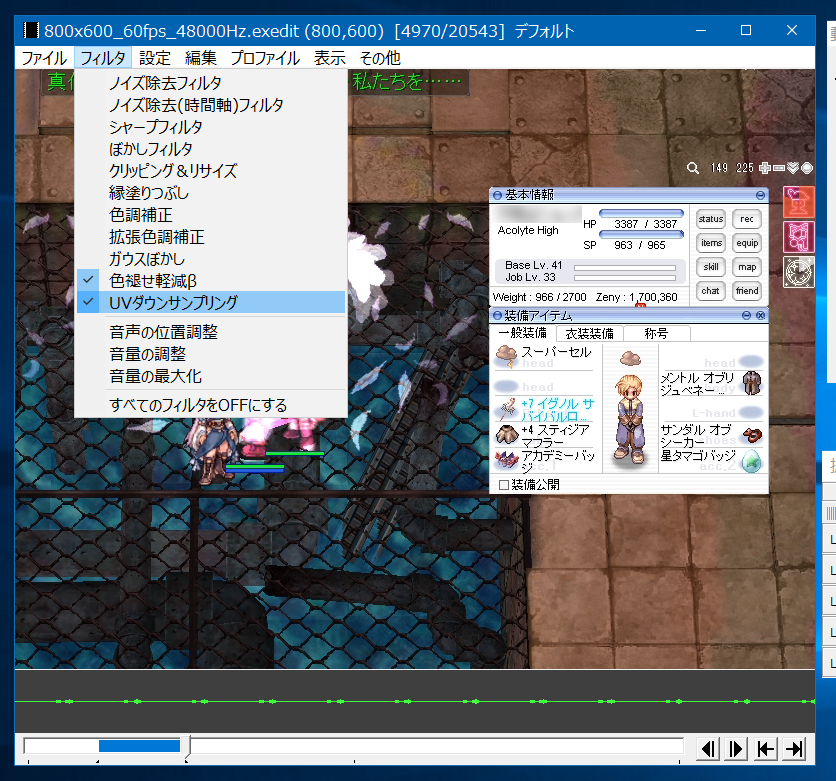 800x600_60fps_48000Hz.exedit (800,600) [4970/20543] デフォルト
ファイル フィルタ 設定 編集 プロファイル 表示 その他
私たちを……
ノイズ除去フィルタ
ノイズ除去(時間軸)フィルタ
シャープフィルタ
ぼかしフィルタ
クリッピング＆リサイズ
縁塗りつぶし
色調補正
拡張色調補正
ガウスぼかし
色褪せ軽減β
UVダウンサンプリング
音声の位置調整
音量の調整
音量の最大化
すべてのフィルタをOFFにする
149 225
基本情報
Acolyte High
HP 3387 / 3387
SP 963 / 965
Base Lv. 41
Job Lv. 33
Weight : 966 / 2700 Zeny : 1,700,360
status rec
items equip
skill map
chat friend
装備アイテム
一般装備 衣装装備 称号
スーパーセル
head
head
メントル オブリ
ジュベネー...
+7 イグノル サ
バイバルロ...
L-hand
+4 スティジア
マフラー
サンダル オブ
シーカー
アカデミーバッ
ジ
星タマゴバッジ
acc.2
装備公開